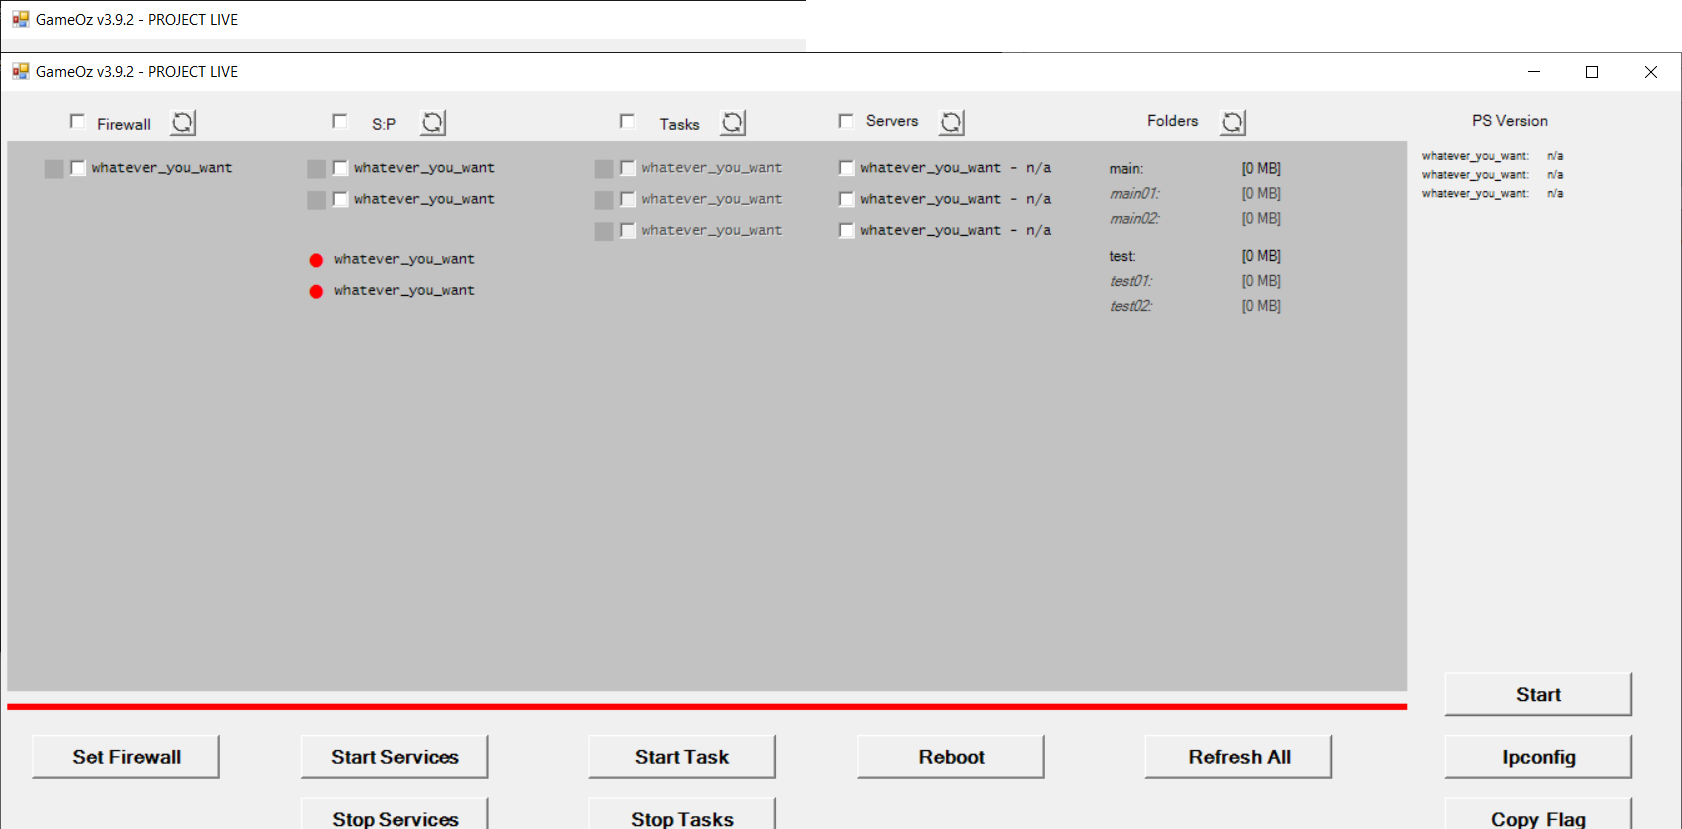 GameOz v3.9.2 - PROJECT LIVE
GameOz v3.9.2 - PROJECT LIVE
Firewall S:P Tasks Servers Folders PS Version
whatever_you_want whatever_you_want whatever_you_want whatever_you_want - n/a main: [0 MB] whatever_you_want: n/a
whatever_you_want: n/a
whatever_you_want whatever_you_want whatever_you_want - n/a main01: [0 MB] whatever_you_want: n/a
main02: [0 MB]
whatever_you_want whatever_you_want - n/a
whatever_you_want test: [0 MB]
test01: [0 MB]
whatever_you_want
test02: [0 MB]
Start
Set Firewall Start Services Start Task Reboot Refresh All Ipconfig
Stop Services Stop Tasks Copy Flag